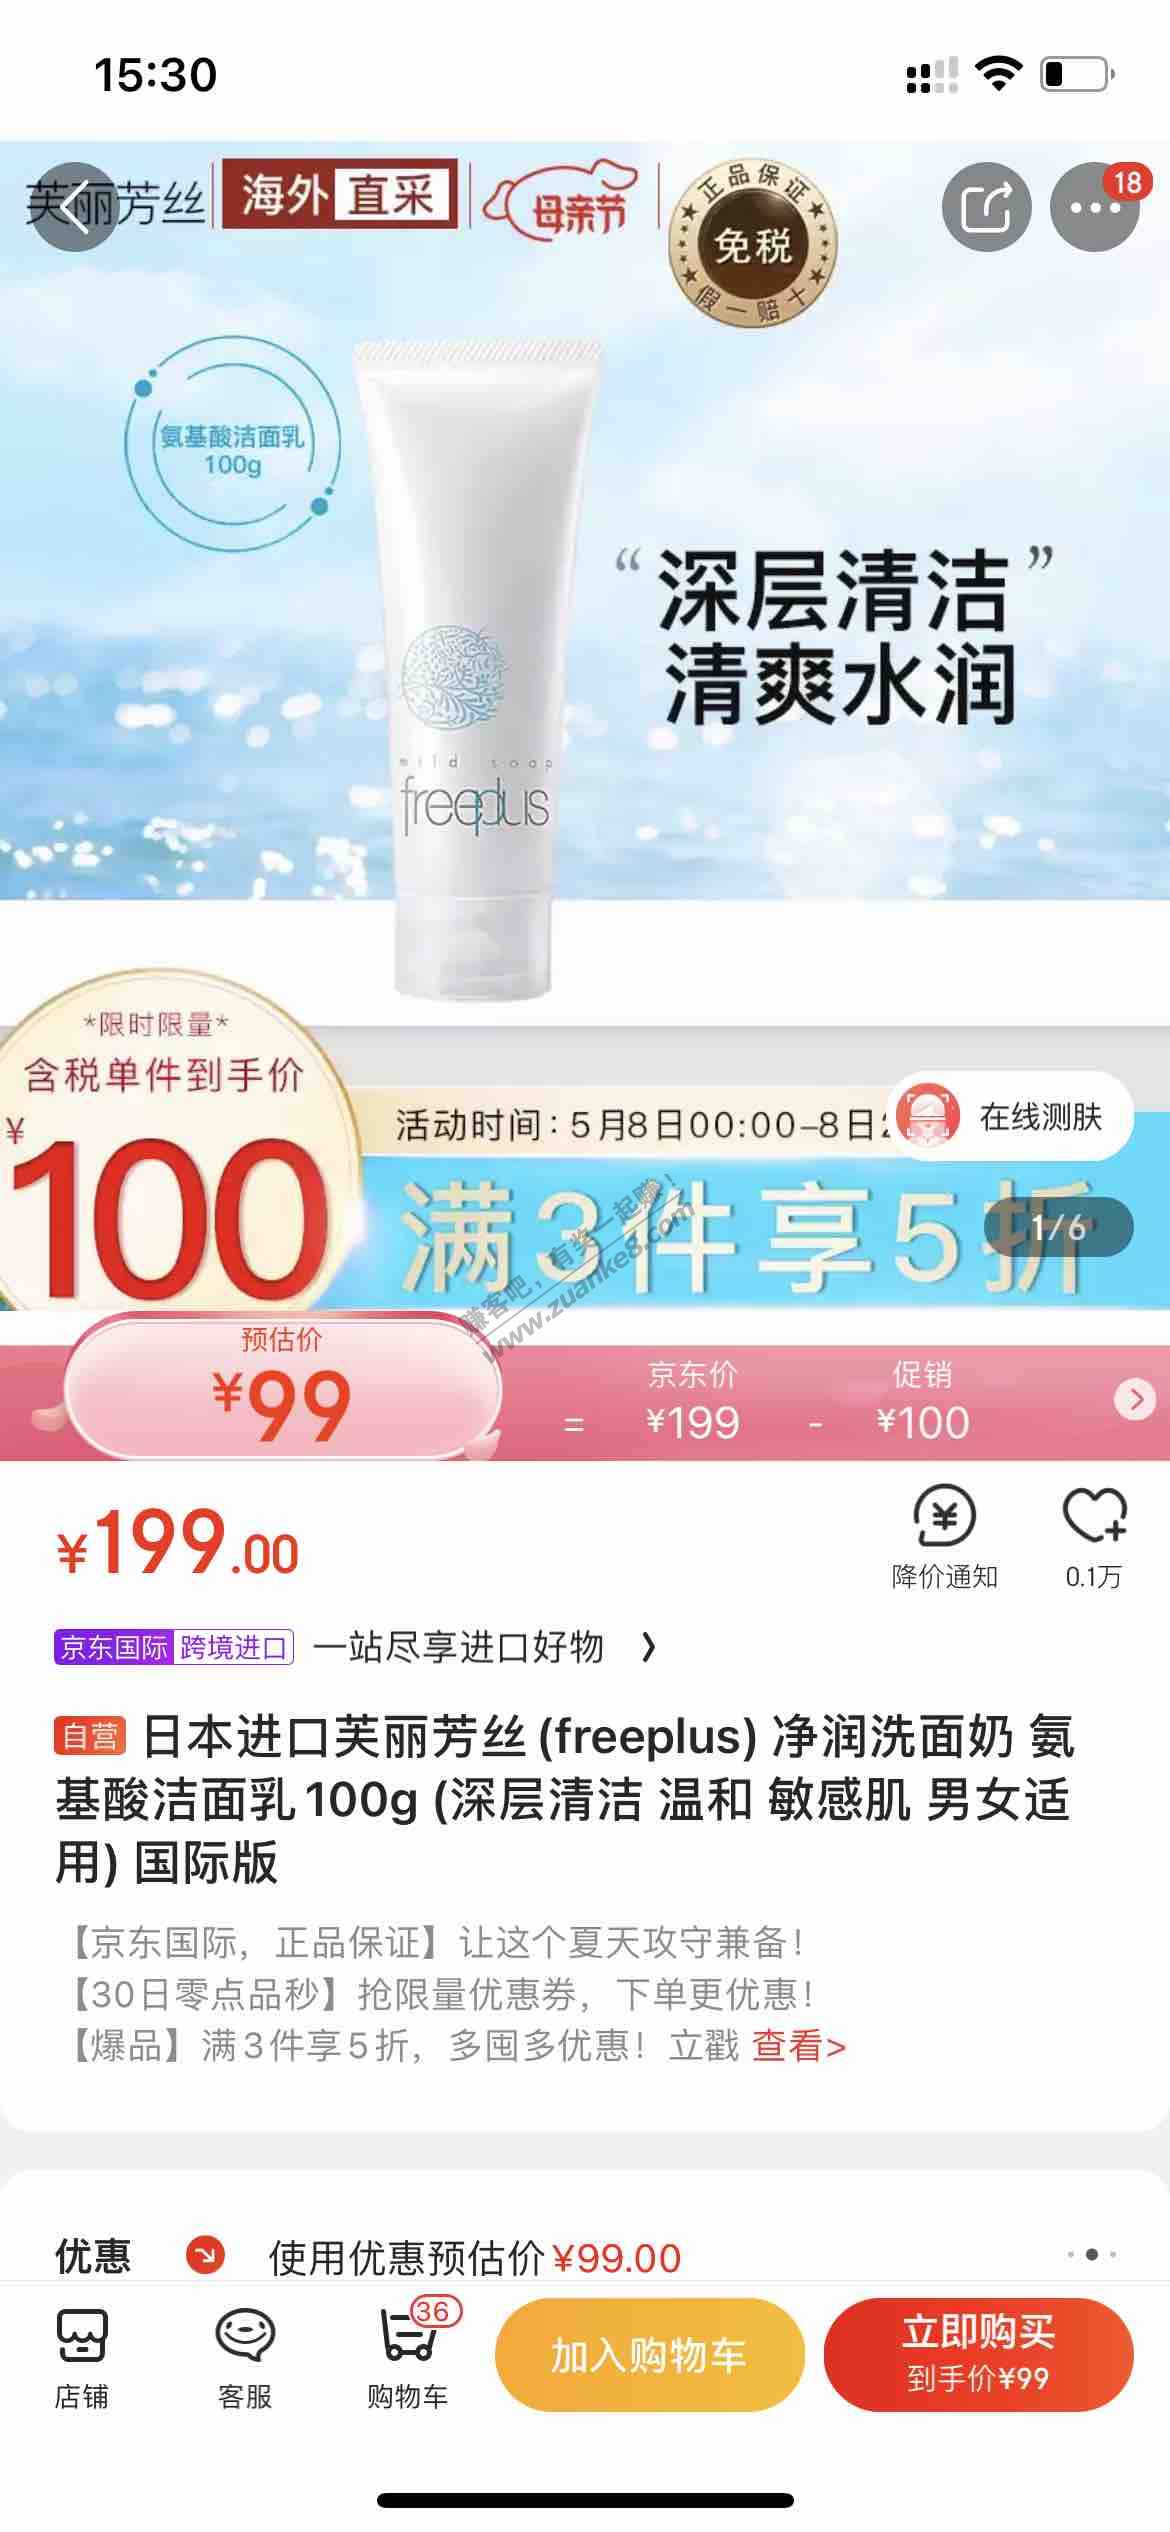 15:30
芙丽芳丝
海外直采
母亲节
正品保证
免税
假一赔十
18
氨基酸洁面乳
100g
“深层清洁”
清爽水润
mild soap
freeplus
*限时限量*
含税单件到手价
¥100
活动时间：5月8日00:00-8日
在线测肤
满3件享5折
1/6
赚客吧，有奖一起赚！
www.zuanke8.com
预估价
¥99
=
京东价
¥199
-
促销
¥100
¥199.00
降价通知
0.1万
京东国际 跨境进口 一站尽享进口好物
自营 日本进口芙丽芳丝(freeplus) 净润洗面奶 氨
基酸洁面乳100g (深层清洁 温和 敏感肌 男女适
用) 国际版
【京东国际，正品保证】让这个夏天攻守兼备！
【30日零点品秒】抢限量优惠券，下单更优惠！
【爆品】满3件享5折，多囤多优惠！立戳 查看>
优惠 使用优惠预估价¥99.00
店铺
客服
36
购物车
加入购物车
立即购买
到手价¥99